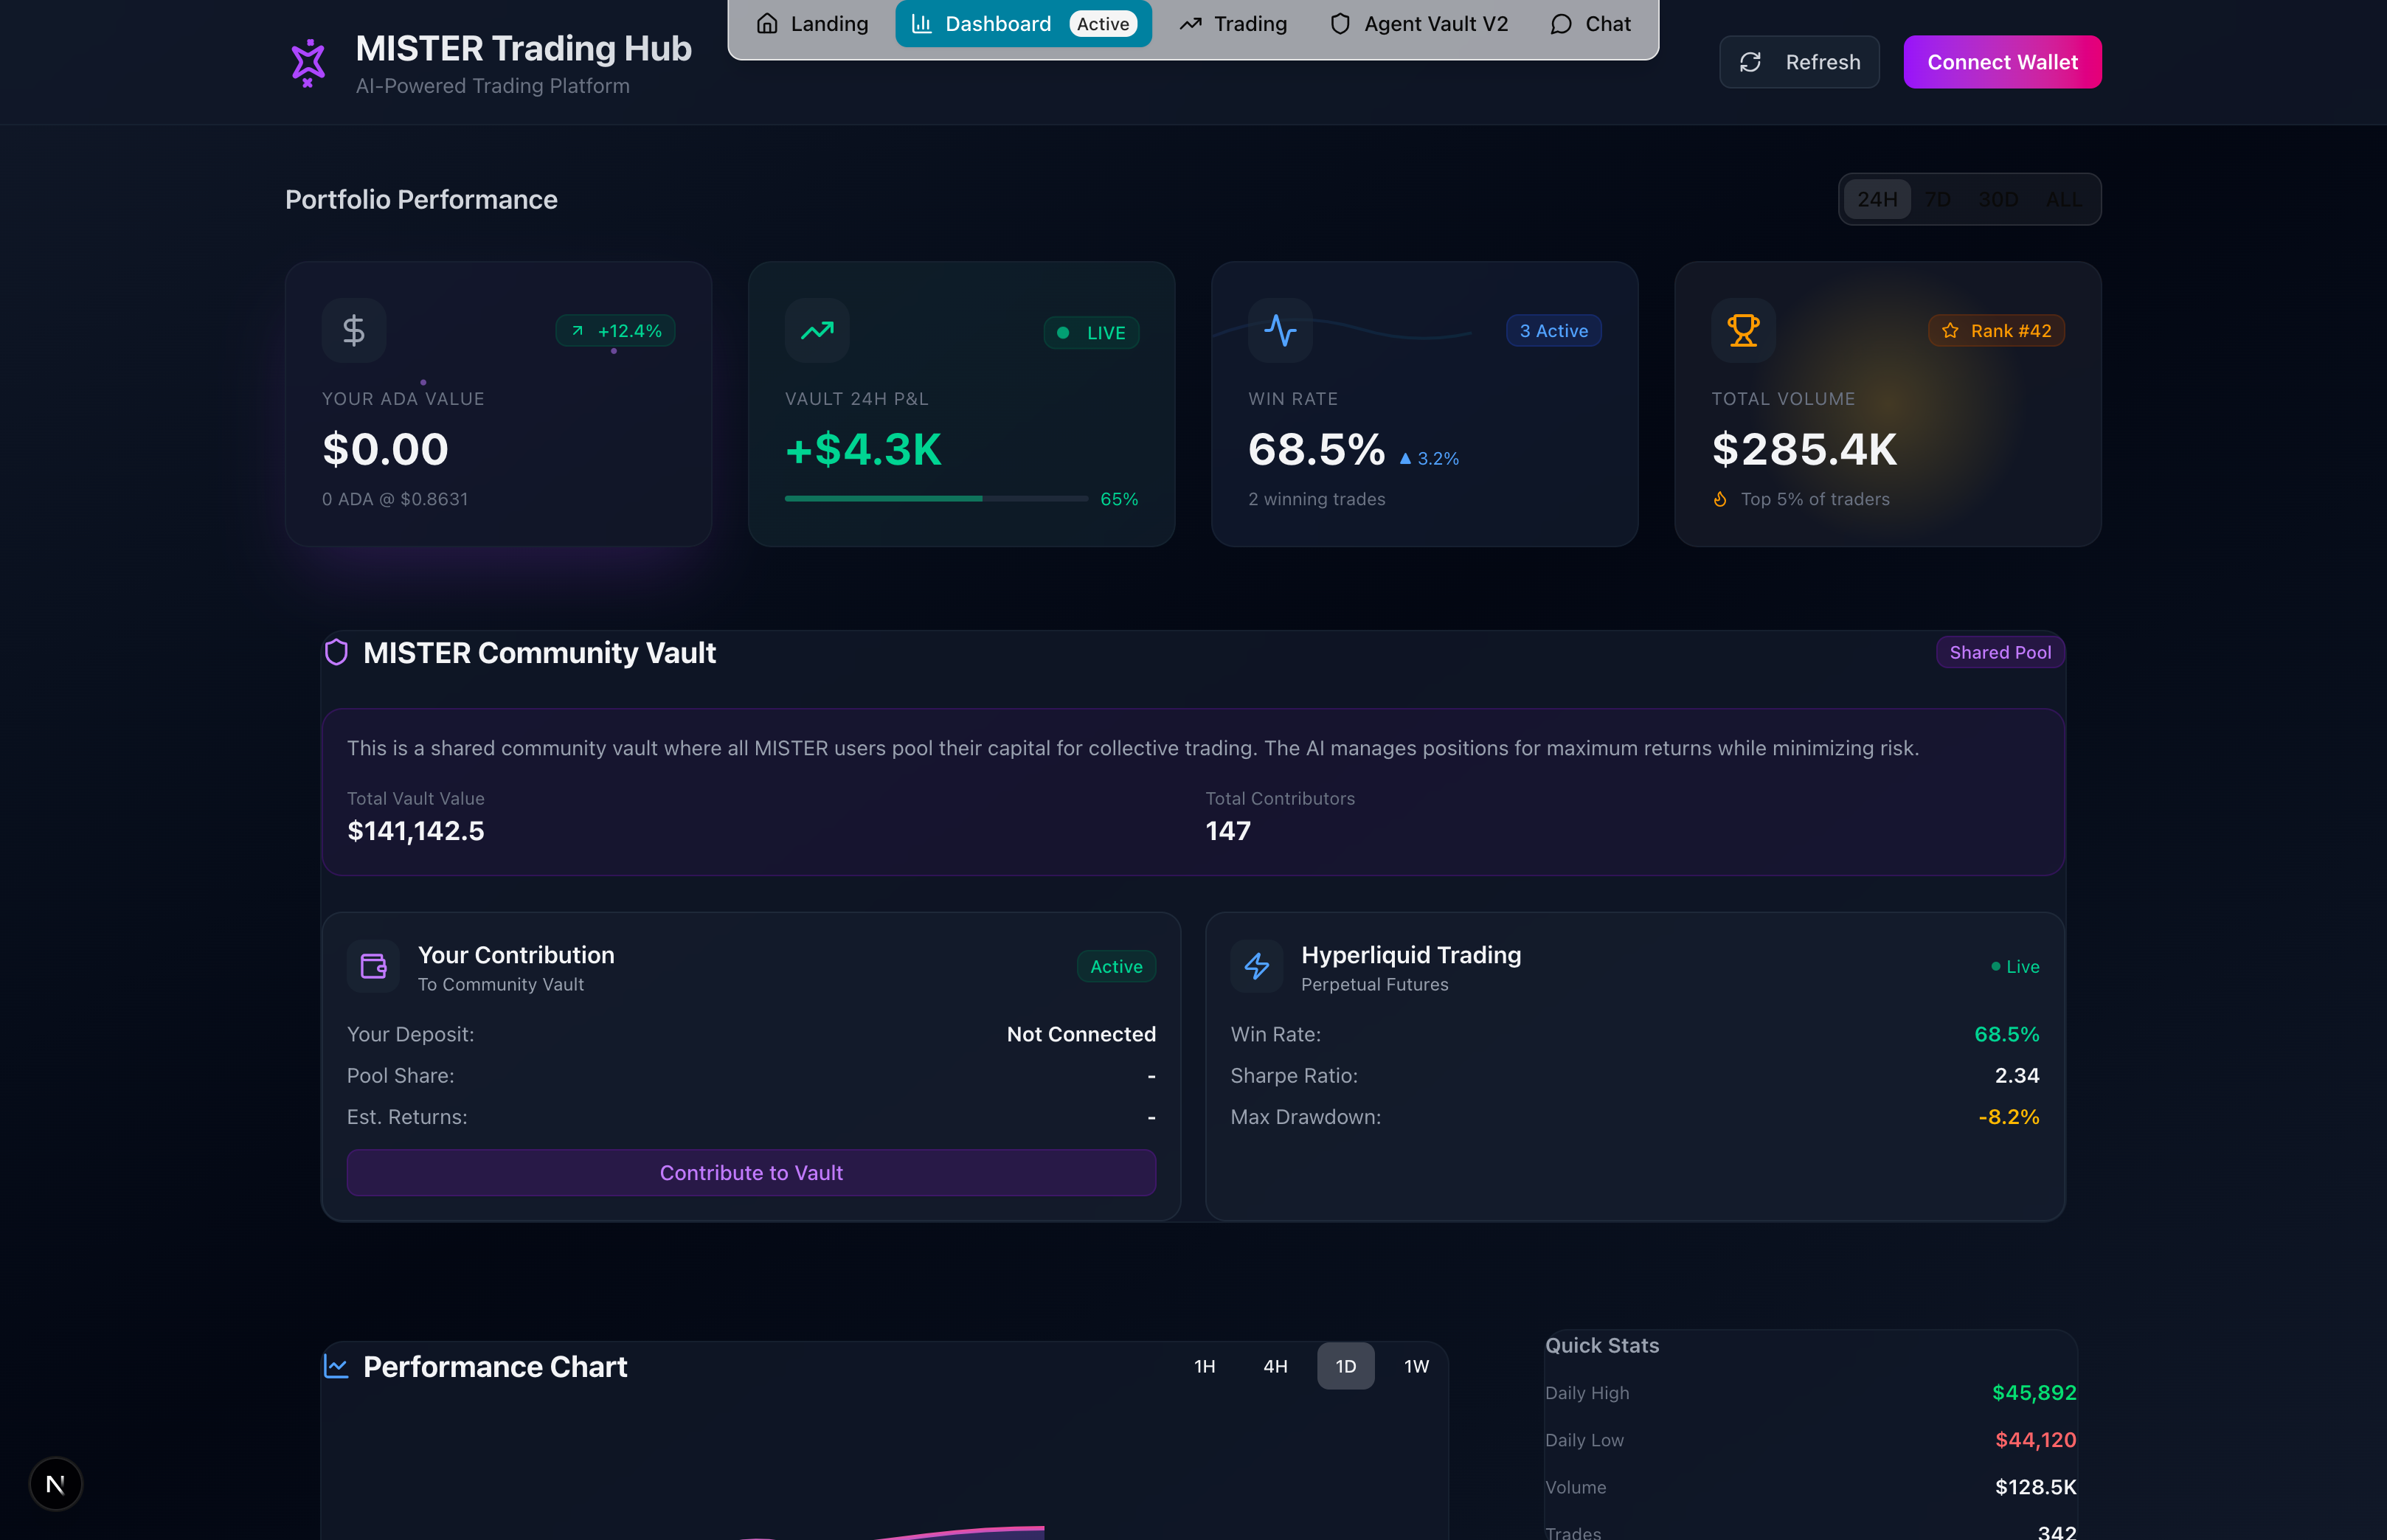 Landing
Dashboard Active
Trading
Agent Vault V2
Chat
MISTER Trading Hub
AI-Powered Trading Platform
Refresh
Connect Wallet
Portfolio Performance
24H 7D 30D ALL
+12.4%
YOUR ADA VALUE
$0.00
0 ADA @ $0.8631
LIVE
VAULT 24H P&L
+$4.3K
65%
3 Active
WIN RATE
68.5% ▲ 3.2%
2 winning trades
Rank #42
TOTAL VOLUME
$285.4K
Top 5% of traders
MISTER Community Vault
Shared Pool
This is a shared community vault where all MISTER users pool their capital for collective trading. The AI manages positions for maximum returns while minimizing risk.
Total Vault Value
$141,142.5
Total Contributors
147
Your Contribution
To Community Vault
Active
Your Deposit: Not Connected
Pool Share: -
Est. Returns: -
Contribute to Vault
Hyperliquid Trading
Perpetual Futures
Live
Win Rate: 68.5%
Sharpe Ratio: 2.34
Max Drawdown: -8.2%
Performance Chart
1H 4H 1D 1W
Quick Stats
Daily High $45,892
Daily Low $44,120
Volume $128.5K
Trades 342
N